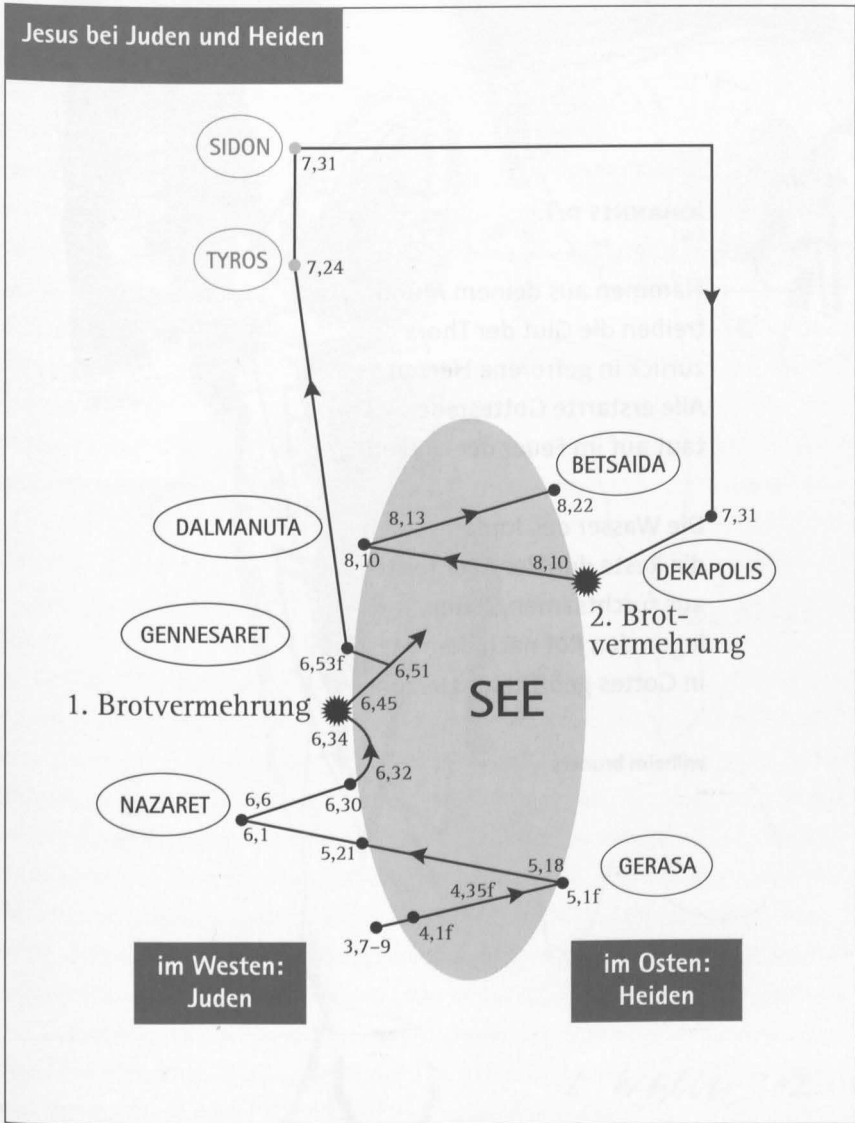 Jesus bei Juden und Heiden
SIDON
7,31
TYROS
7,24
BETSAIDA
8,22
8,13
DALMANUTA
8,10
8,10
7,31
DEKAPOLIS
2. Brot-
vermehrung
GENNESARET
6,53f
6,51
1. Brotvermehrung
6,45
6,34
SEE
6,32
NAZARET
6,6
6,30
6,1
5,21
5,18
GERASA
4,35f
5,1f
4,1f
3,7–9
im Westen:
Juden
im Osten:
Heiden